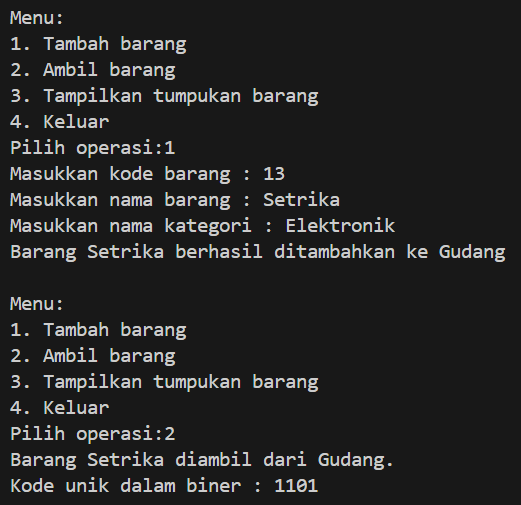 Menu:
1. Tambah barang
2. Ambil barang
3. Tampilkan tumpukan barang
4. Keluar
Pilih operasi:1
Masukkan kode barang : 13
Masukkan nama barang : Setrika
Masukkan nama kategori : Elektronik
Barang Setrika berhasil ditambahkan ke Gudang

Menu:
1. Tambah barang
2. Ambil barang
3. Tampilkan tumpukan barang
4. Keluar
Pilih operasi:2
Barang Setrika diambil dari Gudang.
Kode unik dalam biner : 1101